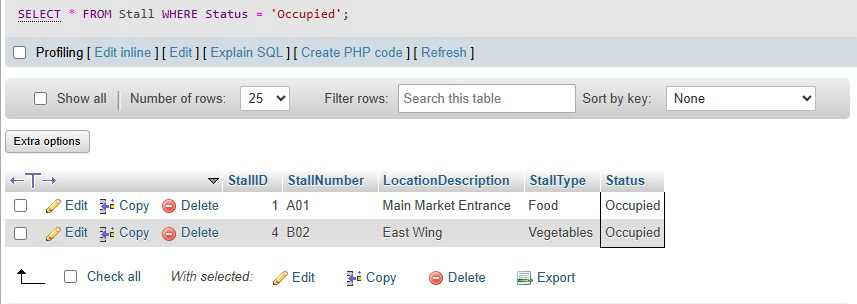 SELECT * FROM Stall WHERE Status = 'Occupied';
Profiling [ Edit inline ] [ Edit ] [ Explain SQL ] [ Create PHP code ] [ Refresh ]
Show all Number of rows: 25 Filter rows: Search this table Sort by key: None
Extra options
StallID StallNumber LocationDescription StallType Status
Edit Copy Delete 1 A01 Main Market Entrance Food Occupied
Edit Copy Delete 4 B02 East Wing Vegetables Occupied
Check all With selected: Edit Copy Delete Export